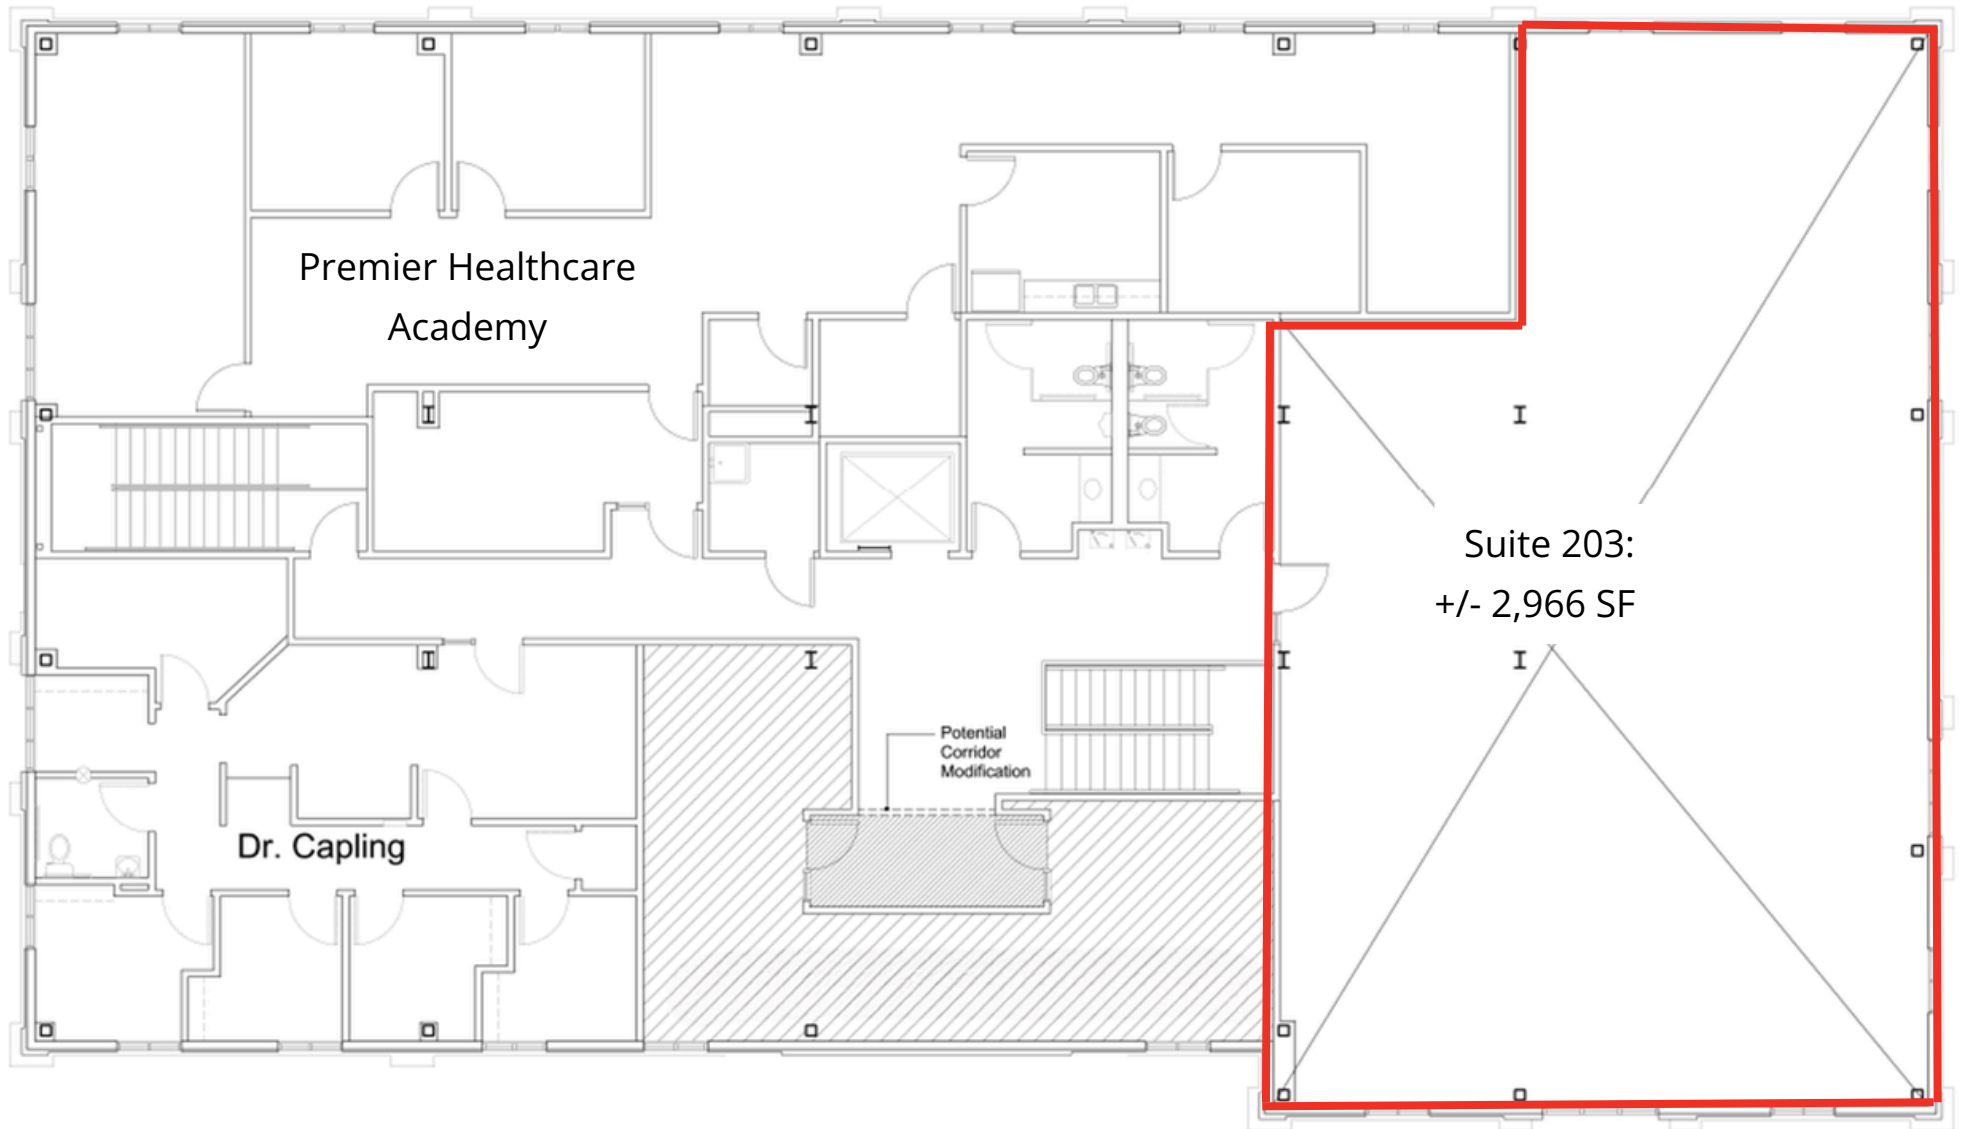 Premier Healthcare
Academy
Suite 203:
+/- 2,966 SF
Potential
Corridor
Modification
Dr. Capling